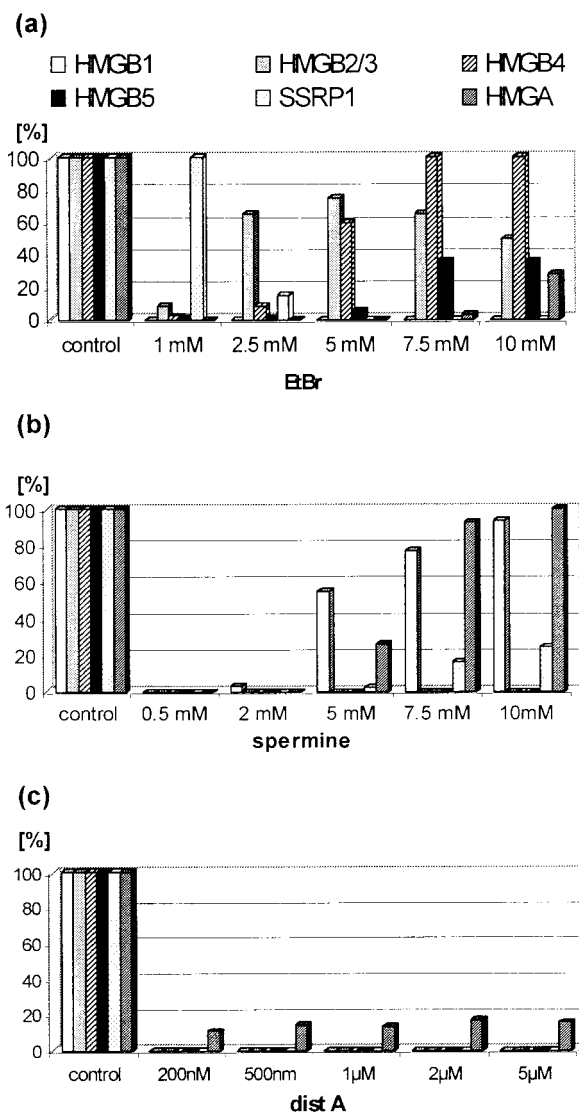 (a)
HMGB1 HMGB2/3 HMGB4
HMGB5 SSRP1 HMGA
[%]
100
80
60
40
20
0
control 1 mM 2.5 mM 5 mM 7.5 mM 10 mM
EtBr
(b)
[%]
100
80
60
40
20
0
control 0.5 mM 2 mM 5 mM 7.5 mM 10mM
spermine
(c)
[%]
100
80
60
40
20
0
control 200nM 500nm 1µM 2µM 5µM
dist A